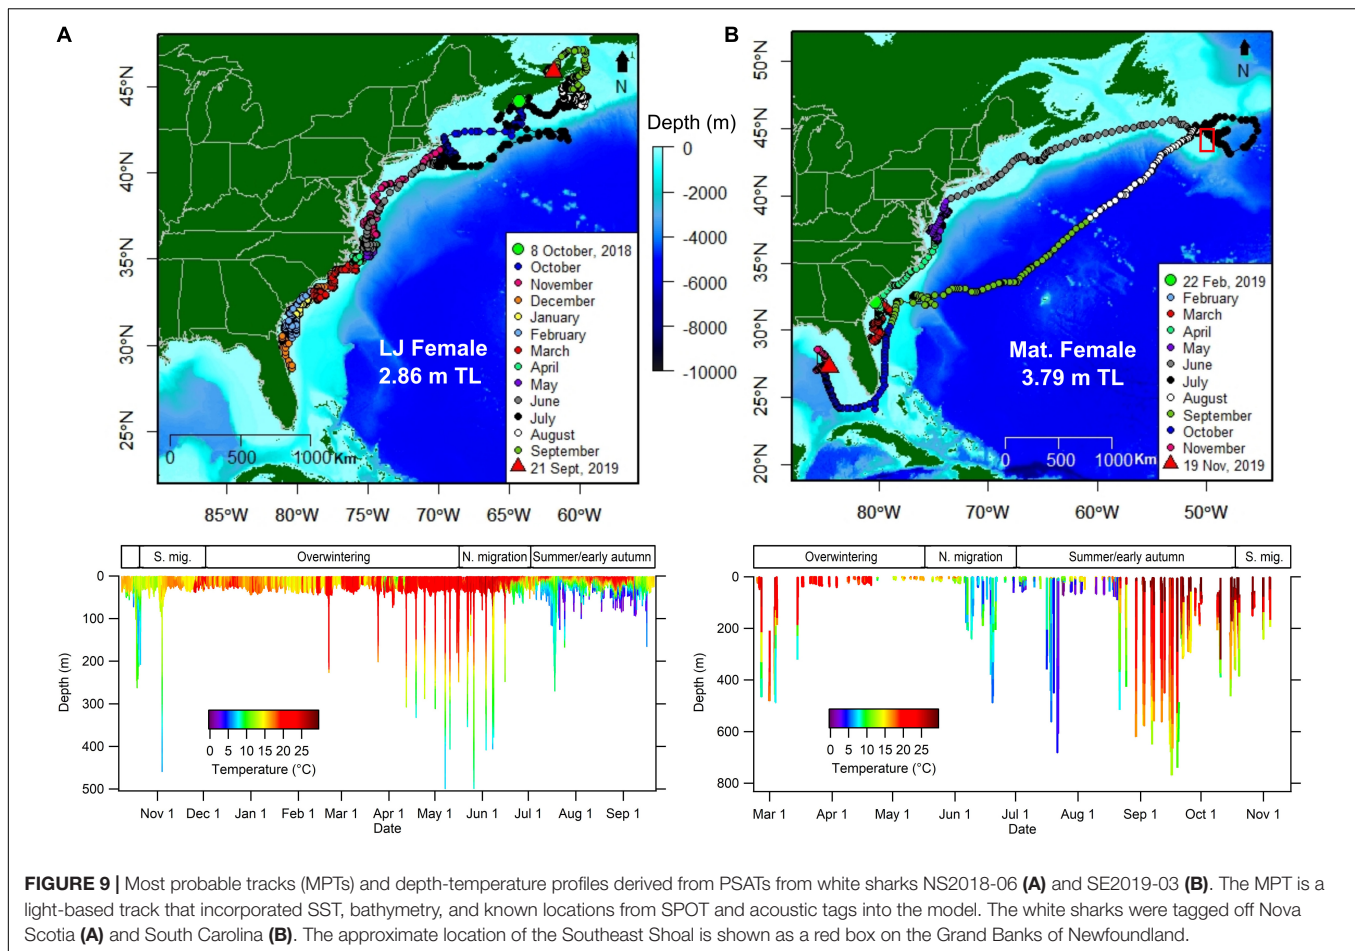 A
45°N
40°N
35°N
30°N
25°N
N
LJ Female
2.86 m TL
8 October, 2018
October
November
December
January
February
March
April
May
June
July
August
September
21 Sept, 2019
0 500 1000Km
85°W 80°W 75°W 70°W 65°W 60°W
Depth (m)
0
-2000
-4000
-6000
-8000
-10000
B
50°N
45°N
40°N
35°N
30°N
25°N
20°N
N
Mat. Female
3.79 m TL
22 Feb, 2019
February
March
April
May
June
July
August
September
October
November
19 Nov, 2019
0 500 1000Km
80°W 70°W 60°W 50°W
S. mig. Overwintering N. migration Summer/early autumn
0
100
200
300
400
500
Depth (m)
0 5 10 15 20 25
Temperature (°C)
Nov 1 Dec 1 Jan 1 Feb 1 Mar 1 Apr 1 May 1 Jun 1 Jul 1 Aug 1 Sep 1
Date
Overwintering N. migration Summer/early autumn S. mig.
0
200
400
600
800
Depth (m)
0 5 10 15 20 25
Temperature (°C)
Mar 1 Apr 1 May 1 Jun 1 Jul 1 Aug 1 Sep 1 Oct 1 Nov 1
Date
FIGURE 9 | Most probable tracks (MPTs) and depth-temperature profiles derived from PSATs from white sharks NS2018-06 (A) and SE2019-03 (B). The MPT is a
light-based track that incorporated SST, bathymetry, and known locations from SPOT and acoustic tags into the model. The white sharks were tagged off Nova
Scotia (A) and South Carolina (B). The approximate location of the Southeast Shoal is shown as a red box on the Grand Banks of Newfoundland.